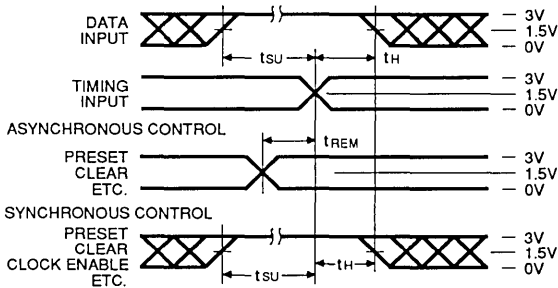 DATA INPUT
3V
1.5V
0V
tSU
tH
TIMING INPUT
3V
1.5V
0V
ASYNCHRONOUS CONTROL
tREM
PRESET
CLEAR
ETC.
3V
1.5V
0V
SYNCHRONOUS CONTROL
PRESET
CLEAR
CLOCK ENABLE
ETC.
3V
1.5V
0V
tSU
tH